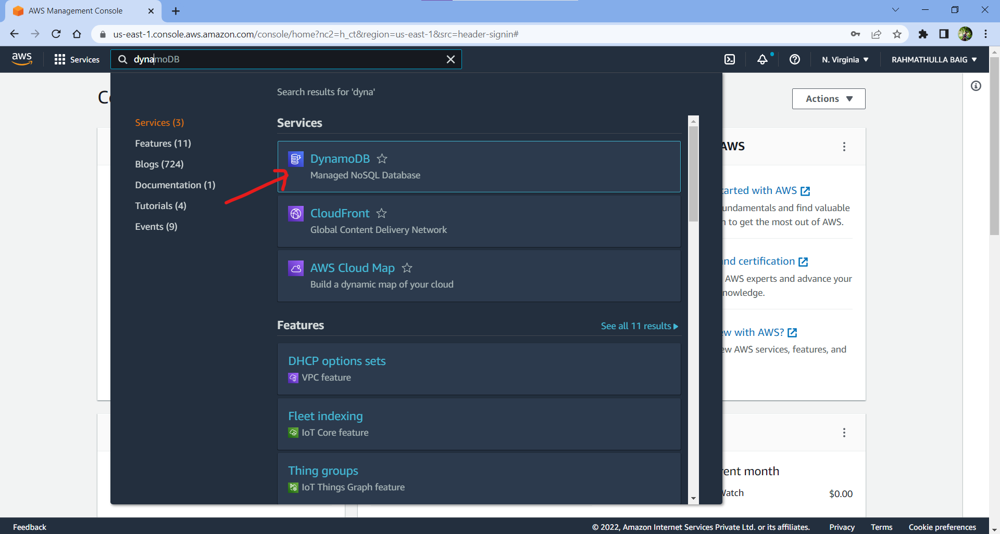 AWS Management Console
us-east-1.console.aws.amazon.com/console/home?nc2=h_ct&region=us-east-1&src=header-signin#
aws
Services
dynamoDB
N. Virginia
RAHMATHULLA BAIG
Search results for 'dyna'
Actions
Services (3)
Features (11)
Blogs (724)
Documentation (1)
Tutorials (4)
Events (9)
Services
DynamoDB
Managed NoSQL Database
CloudFront
Global Content Delivery Network
AWS Cloud Map
Build a dynamic map of your cloud
Features
See all 11 results
DHCP options sets
VPC feature
Fleet indexing
IoT Core feature
Thing groups
IoT Things Graph feature
AWS
with AWS
and find valuable
to get the most out of AWS.
certification
AWS experts and advance your
with AWS?
AWS services, features, and
month
$0.00
Feedback
© 2022, Amazon Internet Services Private Ltd. or its affiliates.
Privacy
Terms
Cookie preferences